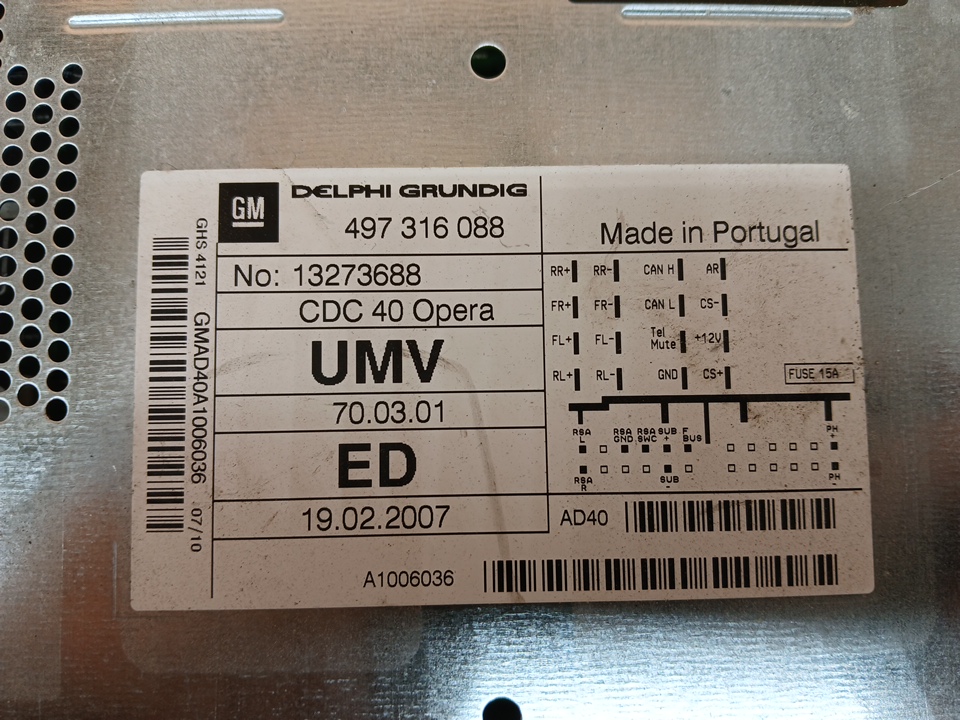 GM
DELPHI GRUNDIG
497 316 088
No: 13273688
CDC 40 Opera
UMV
70.03.01
ED
19.02.2007
GHS 4121 GMAD40A1006036 07/10
Made in Portugal
RR+ RR- CAN H AR
FR+ FR- CAN L CS-
FL+ FL- Tel Mute +12V
RL+ RL- GND CS+
FUSE 15A
RSA L RSA GND RSA SWC SUB + F BUS PH +
RSA R SUB - PH -
AD40
A1006036